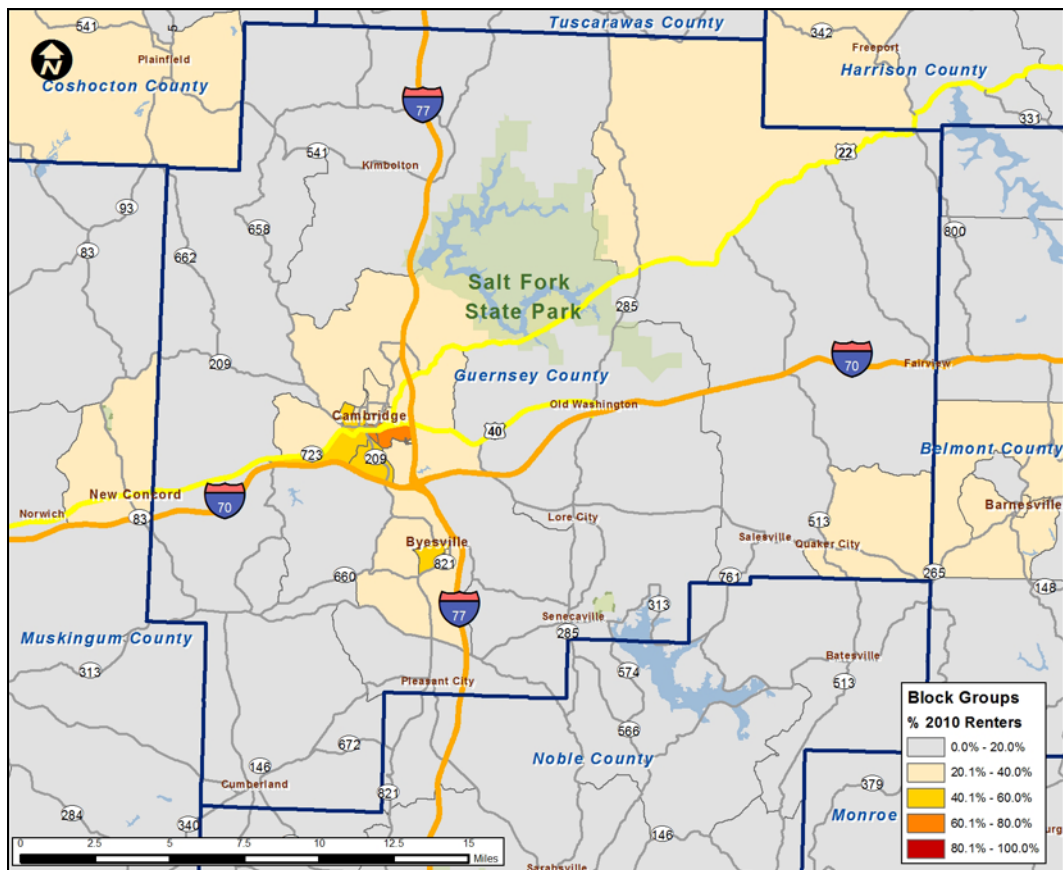 Tuscarawas County
541
5
342
Plainfield
Freeport
N
Harrison County
Coshocton County
77
331
541
22
Kimbolton
93
658
800
83
662
Salt Fork
State Park
285
209
70
Fairview
Guernsey County
Old Washington
Cambridge
40
Belmont County
723
209
New Concord
70
Barnesville
Norwich
83
Lore City
513
Salesville
Quaker City
Byesville
821
660
761
265
148
77
313
Senecaville
Muskingum County
285
Batesville
313
574
513
Pleasant City
Block Groups
% 2010 Renters
0.0% - 20.0%
20.1% - 40.0%
40.1% - 60.0%
60.1% - 80.0%
80.1% - 100.0%
566
672
Noble County
146
Cumberland
379
821
Monroe
284
340
146
0 2.5 5 7.5 10 15
Miles
Sarahsville